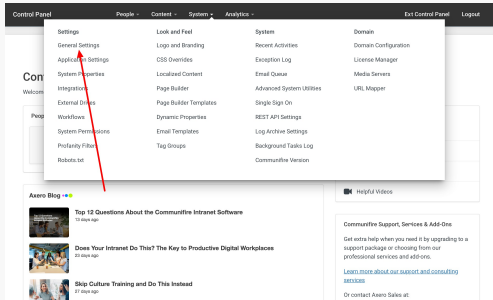 Control Panel People Content System Analytics Exit Control Panel Logout
Settings Look and Feel System Domain
General Settings Logo and Branding Recent Activities Domain Configuration
Application Settings CSS Overrides Exception Log License Manager
System Properties Localized Content Email Queue Media Servers
Integrations Page Builder Advanced System Utilities URL Mapper
External Drives Page Builder Templates Single Sign On
Workflows Dynamic Properties REST API Settings
System Permissions Email Templates Log Archive Settings
Profanity Filters Tag Groups Background Tasks Log
Robots.txt Communifire Version
Con
Welcom
Peop
Axero Blog
Top 12 Questions About the Communifire Intranet Software
13 days ago
Does Your Intranet Do This? The Key to Productive Digital Workplaces
23 days ago
Skip Culture Training and Do This Instead
27 days ago
Helpful Videos
Communifire Support, Services & Add-Ons
Get extra help when you need it by upgrading to a
support package or choosing from our
professional services and add-ons.
Learn more about our support and consulting
services
Or contact Axero Sales at: